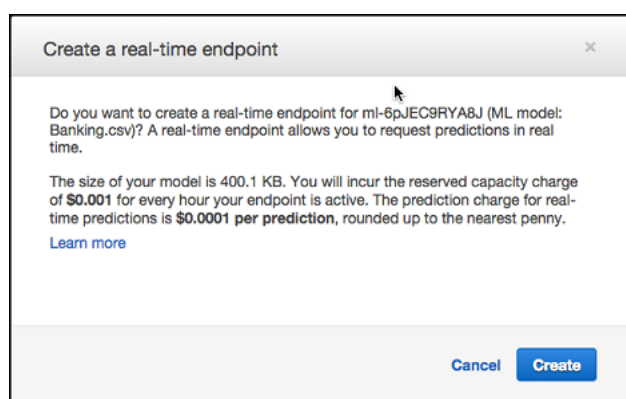 Create a real-time endpoint
×
Do you want to create a real-time endpoint for ml-6pJEC9RYA8J (ML model:
Banking.csv)? A real-time endpoint allows you to request predictions in real
time.
The size of your model is 400.1 KB. You will incur the reserved capacity charge
of $0.001 for every hour your endpoint is active. The prediction charge for real-
time predictions is $0.0001 per prediction, rounded up to the nearest penny.
Learn more
Cancel Create